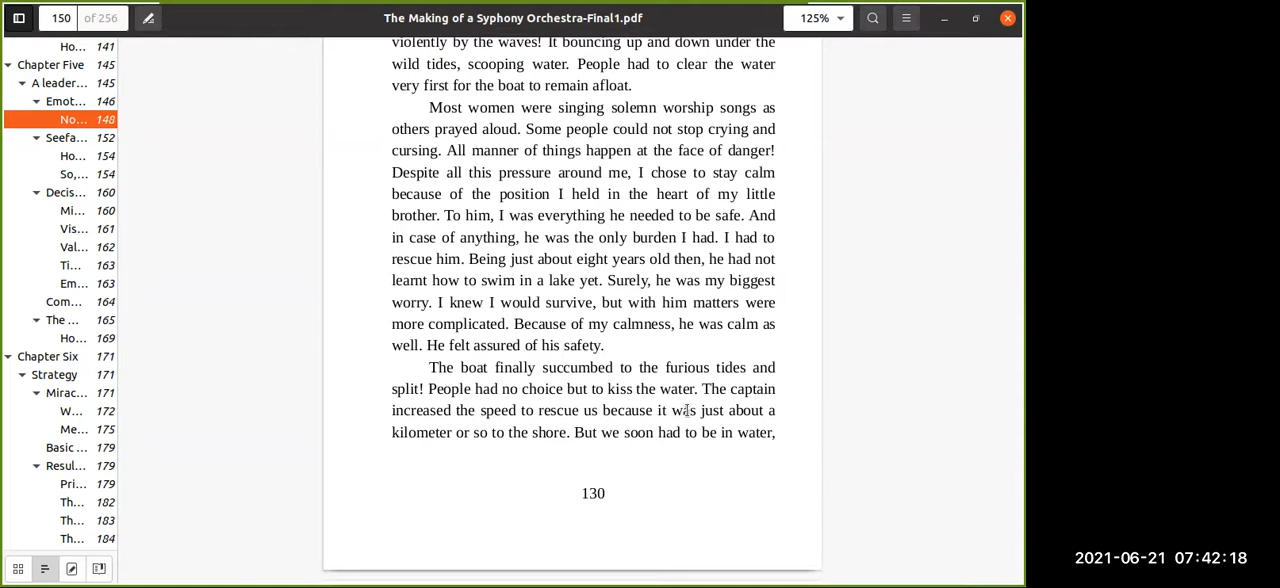 150 of 256
The Making of a Syphony Orchestra-Final1.pdf
125%
Ho... 141
Chapter Five 145
A leader... 145
Emot... 146
No... 148
Seefa... 152
Ho... 154
So,... 154
Decis... 160
Mi... 160
Vis... 161
Val... 162
Ti... 163
Em... 163
Com... 164
The ... 165
Ho... 169
Chapter Six 171
Strategy 171
Mirac... 171
W... 172
Me... 175
Basic ... 179
Resul... 179
Pri... 179
Th... 182
Th... 183
Th... 184
violently by the waves! It bouncing up and down under the
wild tides, scooping water. People had to clear the water
very first for the boat to remain afloat.
Most women were singing solemn worship songs as
others prayed aloud. Some people could not stop crying and
cursing. All manner of things happen at the face of danger!
Despite all this pressure around me, I chose to stay calm
because of the position I held in the heart of my little
brother. To him, I was everything he needed to be safe. And
in case of anything, he was the only burden I had. I had to
rescue him. Being just about eight years old then, he had not
learnt how to swim in a lake yet. Surely, he was my biggest
worry. I knew I would survive, but with him matters were
more complicated. Because of my calmness, he was calm as
well. He felt assured of his safety.
The boat finally succumbed to the furious tides and
split! People had no choice but to kiss the water. The captain
increased the speed to rescue us because it was just about a
kilometer or so to the shore. But we soon had to be in water,
130
2021-06-21 07:42:18